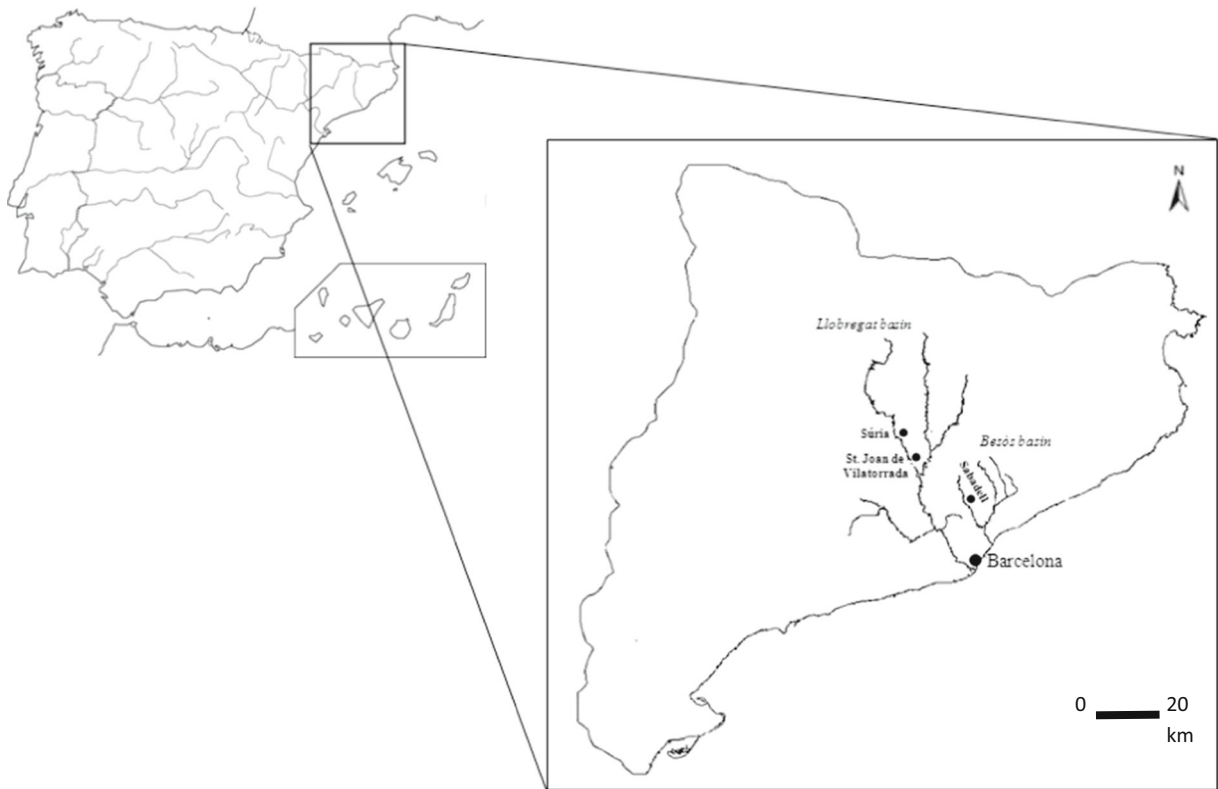 N
Llobregat basin
Súria
Besòs basin
St. Joan de
Vilatorrada
Sabadell
Barcelona
0 20
km